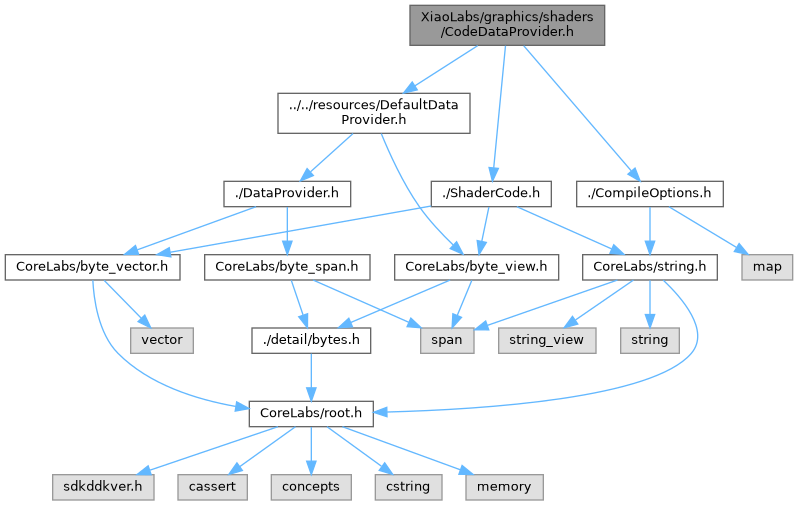 XiaoLabs/graphics/shaders
/CodeDataProvider.h
../../resources/DefaultData
Provider.h
./DataProvider.h
./ShaderCode.h
./CompileOptions.h
CoreLabs/byte_vector.h
CoreLabs/byte_span.h
CoreLabs/byte_view.h
CoreLabs/string.h
map
vector
./detail/bytes.h
span
string_view
string
CoreLabs/root.h
sdkddkver.h
cassert
concepts
cstring
memory